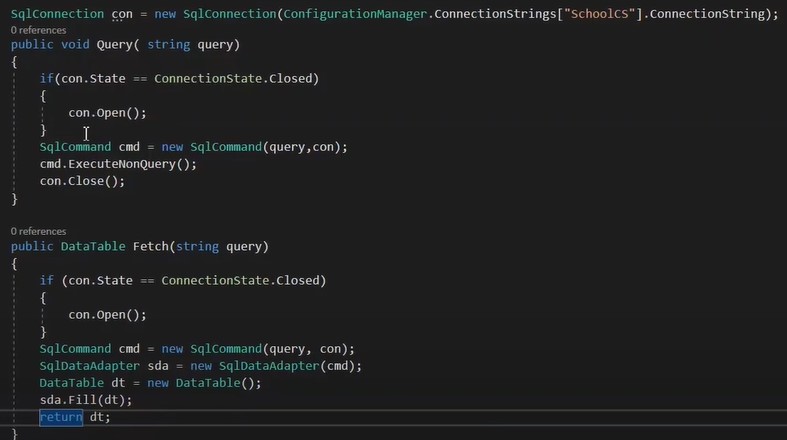 SqlConnection con = new SqlConnection(ConfigurationManager.ConnectionStrings["SchoolCS"].ConnectionString);
0 references
public void Query( string query)
{
if(con.State == ConnectionState.Closed)
{
con.Open();
}
SqlCommand cmd = new SqlCommand(query,con);
cmd.ExecuteNonQuery();
con.Close();
}
0 references
public DataTable Fetch(string query)
{
if (con.State == ConnectionState.Closed)
{
con.Open();
}
SqlCommand cmd = new SqlCommand(query, con);
SqlDataAdapter sda = new SqlDataAdapter(cmd);
DataTable dt = new DataTable();
sda.Fill(dt);
return dt;
}